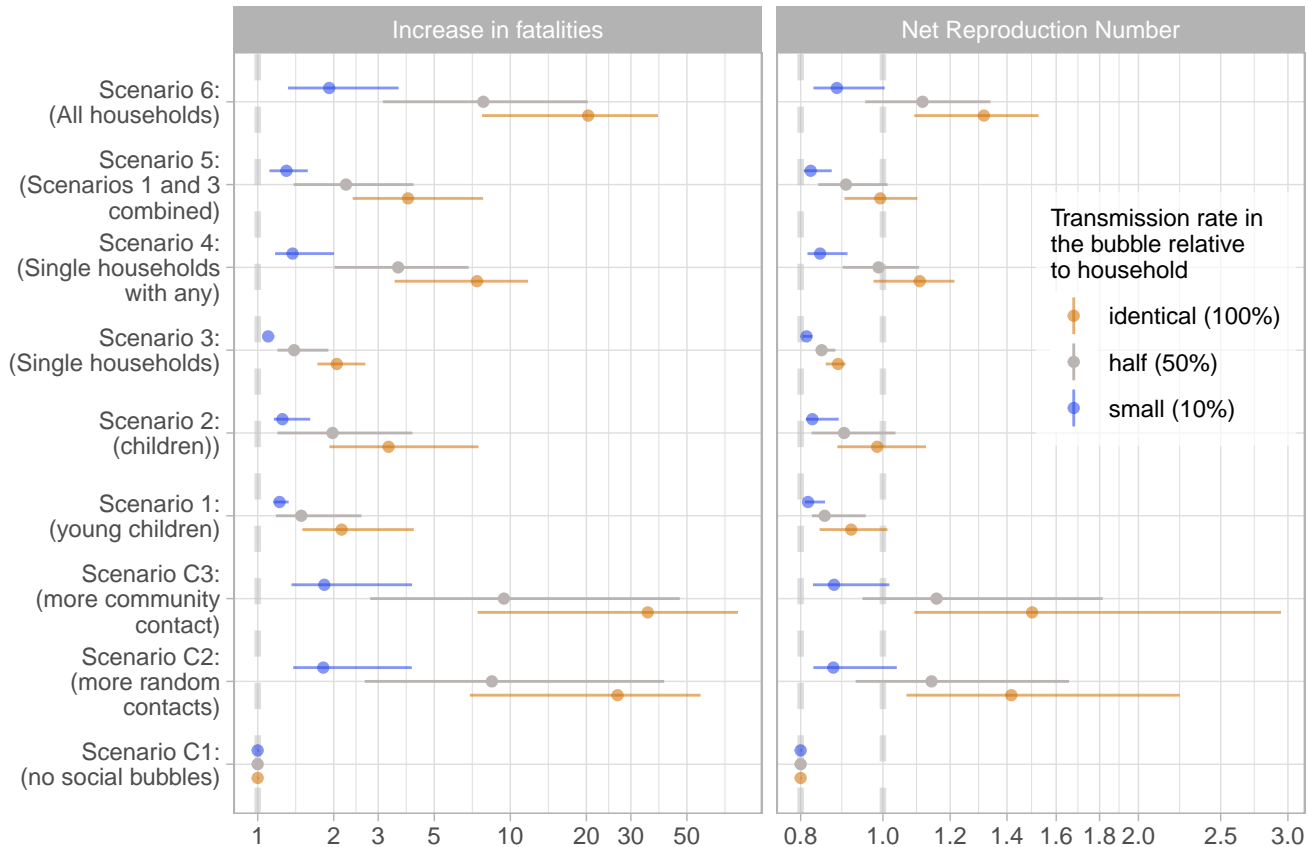 Increase in fatalities
Net Reproduction Number
Scenario 6:
(All households)
Scenario 5:
(Scenarios 1 and 3
combined)
Scenario 4:
(Single households
with any)
Scenario 3:
(Single households)
Scenario 2:
(children))
Scenario 1:
(young children)
Scenario C3:
(more community
contact)
Scenario C2:
(more random
contacts)
Scenario C1:
(no social bubbles)
Transmission rate in
the bubble relative
to household
identical (100%)
half (50%)
small (10%)
1 2 3 5 10 20 30 50
0.8 1.0 1.2 1.4 1.6 1.8 2.0 2.5 3.0